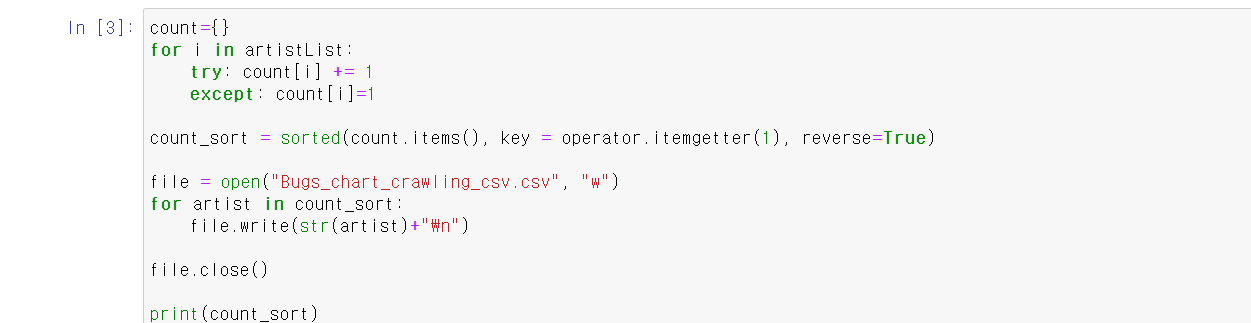 In [3]: count={}
for i in artistList:
    try: count[i] += 1
    except: count[i]=1
count_sort = sorted(count.items(), key = operator.itemgetter(1), reverse=True)
file = open("Bugs_chart_crawling_csv.csv", "w")
for artist in count_sort:
    file.write(str(artist)+"₩n")
file.close()
print(count_sort)